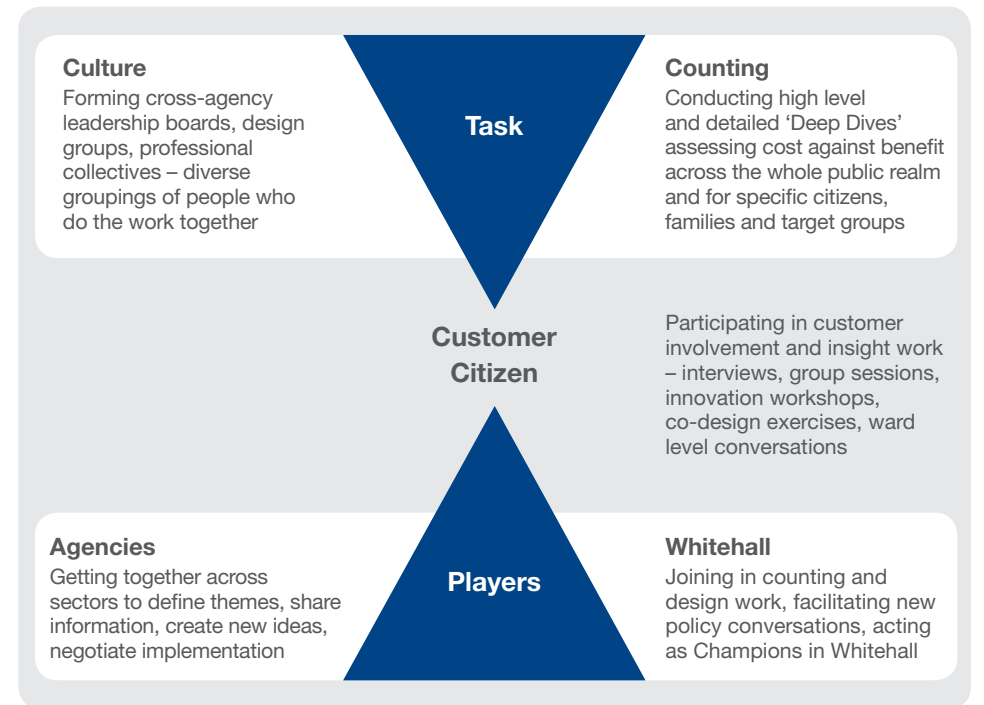 Culture
Forming cross-agency
leadership boards, design
groups, professional
collectives – diverse
groupings of people who
do the work together
Task
Counting
Conducting high level
and detailed ‘Deep Dives’
assessing cost against benefit
across the whole public realm
and for specific citizens,
families and target groups
Customer
Citizen
Participating in customer
involvement and insight work
– interviews, group sessions,
innovation workshops,
co-design exercises, ward
level conversations
Agencies
Getting together across
sectors to define themes, share
information, create new ideas,
negotiate implementation
Players
Whitehall
Joining in counting and
design work, facilitating new
policy conversations, acting
as Champions in Whitehall